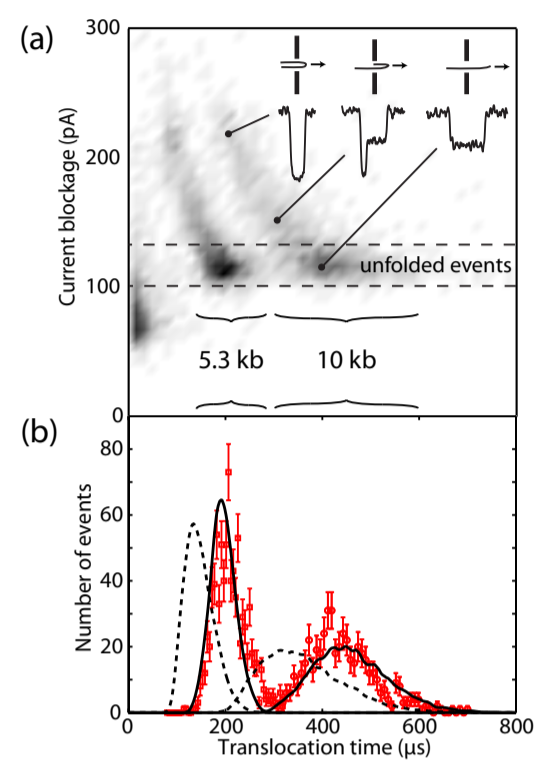 (a)
300
200
100
0
Current blockage (pA)
unfolded events
5.3 kb 10 kb
(b)
80
60
40
20
0
Number of events
0 200 400 600 800
Translocation time (µs)